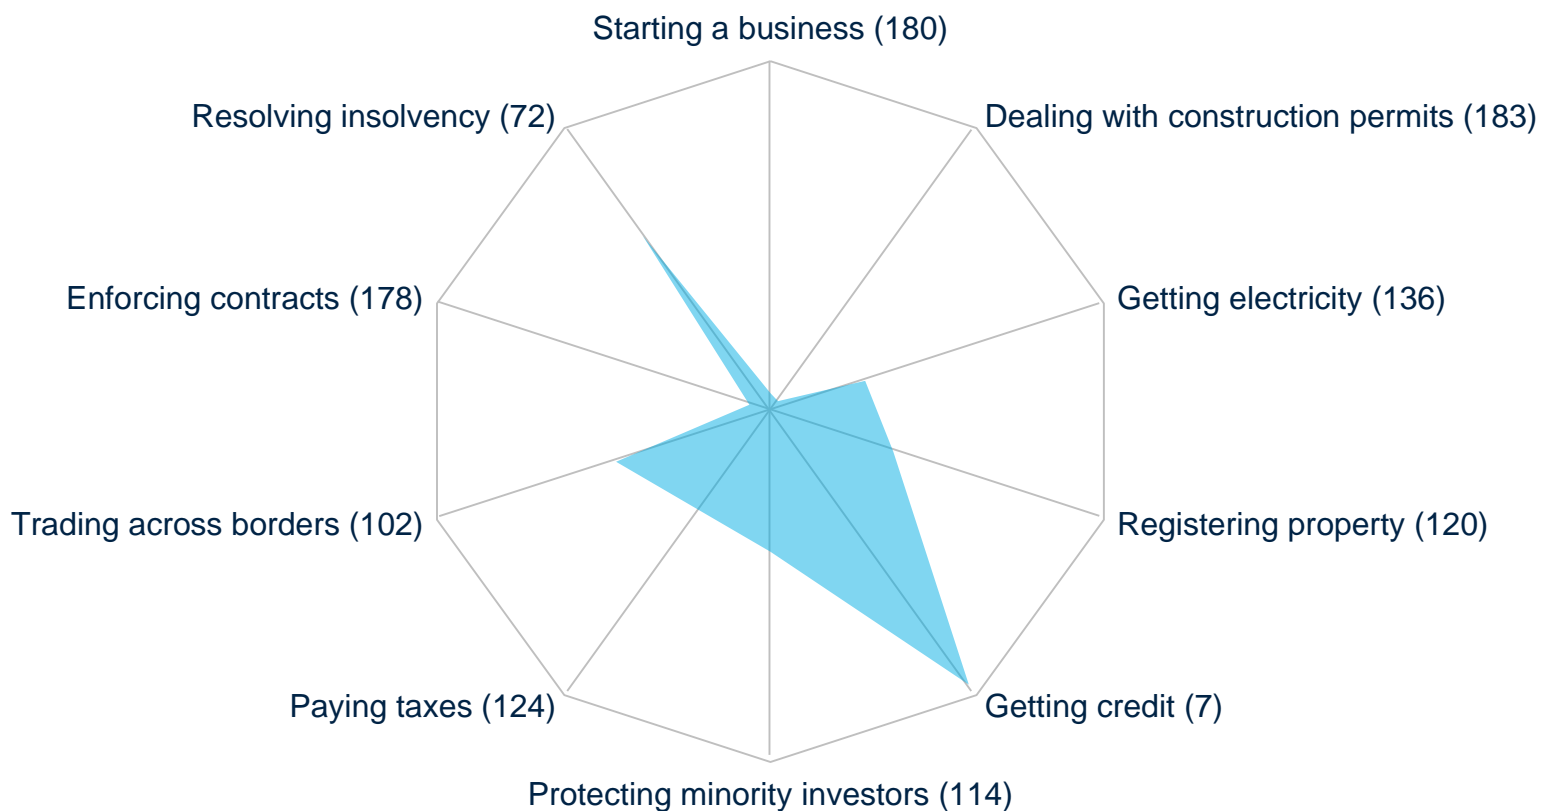 Starting a business (180)
Resolving insolvency (72)
Dealing with construction permits (183)
Enforcing contracts (178)
Getting electricity (136)
Trading across borders (102)
Registering property (120)
Paying taxes (124)
Getting credit (7)
Protecting minority investors (114)